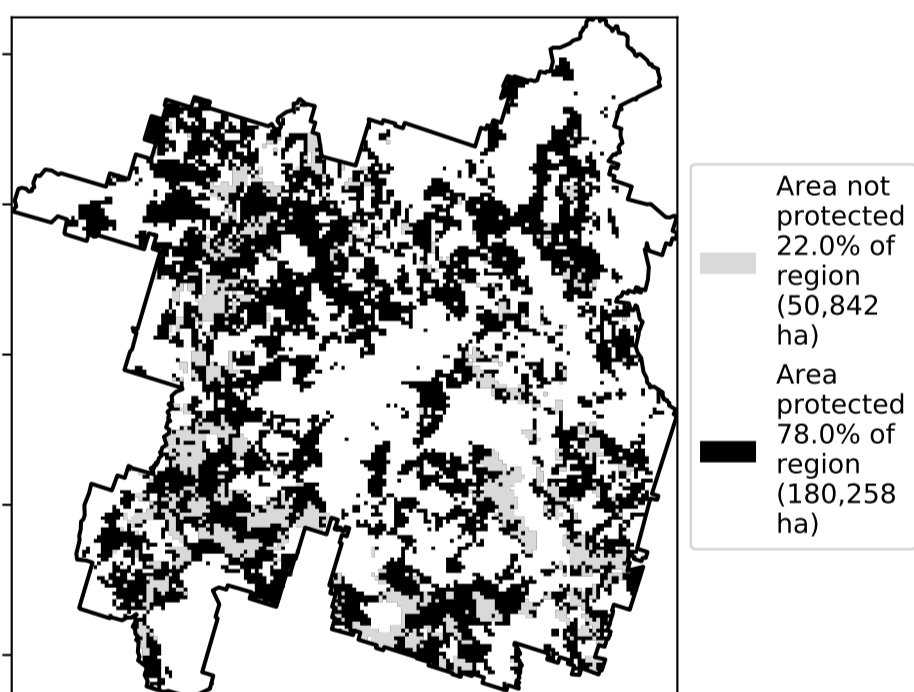 Area not
protected
22.0% of
region
(50,842
ha)
Area
protected
78.0% of
region
(180,258
ha)